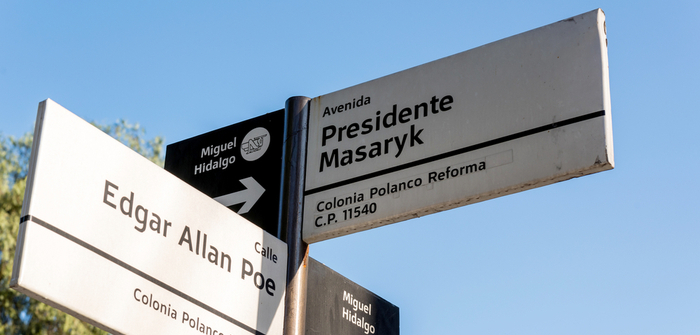 Avenida
Presidente
Masaryk
Colonia Polanco Reforma
C.P. 11540
Miguel
Hidalgo
Calle
Edgar Allan Poe
Colonia Polanco
Miguel
Hidalgo